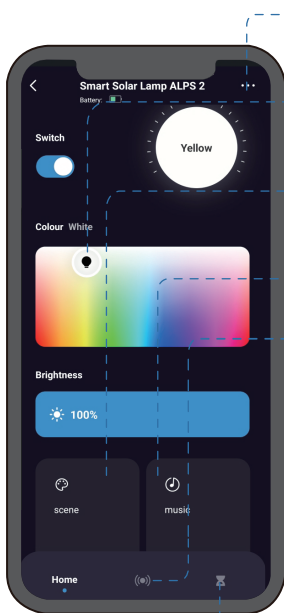 Smart Solar Lamp ALPS 2
Battery:
Switch
Yellow
Colour White
Brightness
100%
scene
music
Home